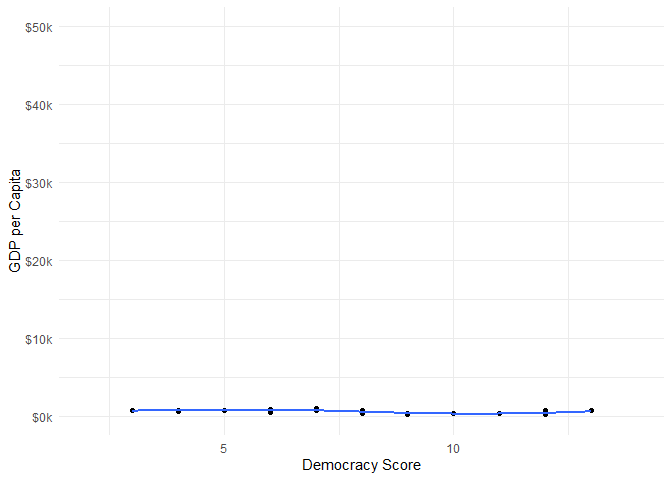 $50k
$40k
$30k
$20k
$10k
$0k
GDP per Capita
5
10
Democracy Score